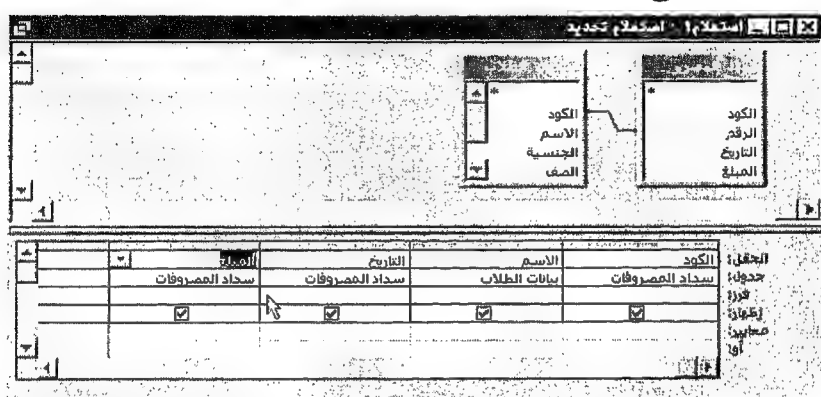 استعلام1 : استعلام تحديد
*
الكود
الرقم
التاريخ
المبلغ
*
الكود
الاسم
الجنسية
الصف
الحقل: الكود الاسم التاريخ المبلغ
جدول: سداد المصروفات بيانات الطلاب سداد المصروفات سداد المصروفات
فرز:
إظهار:
معايير:
أو: